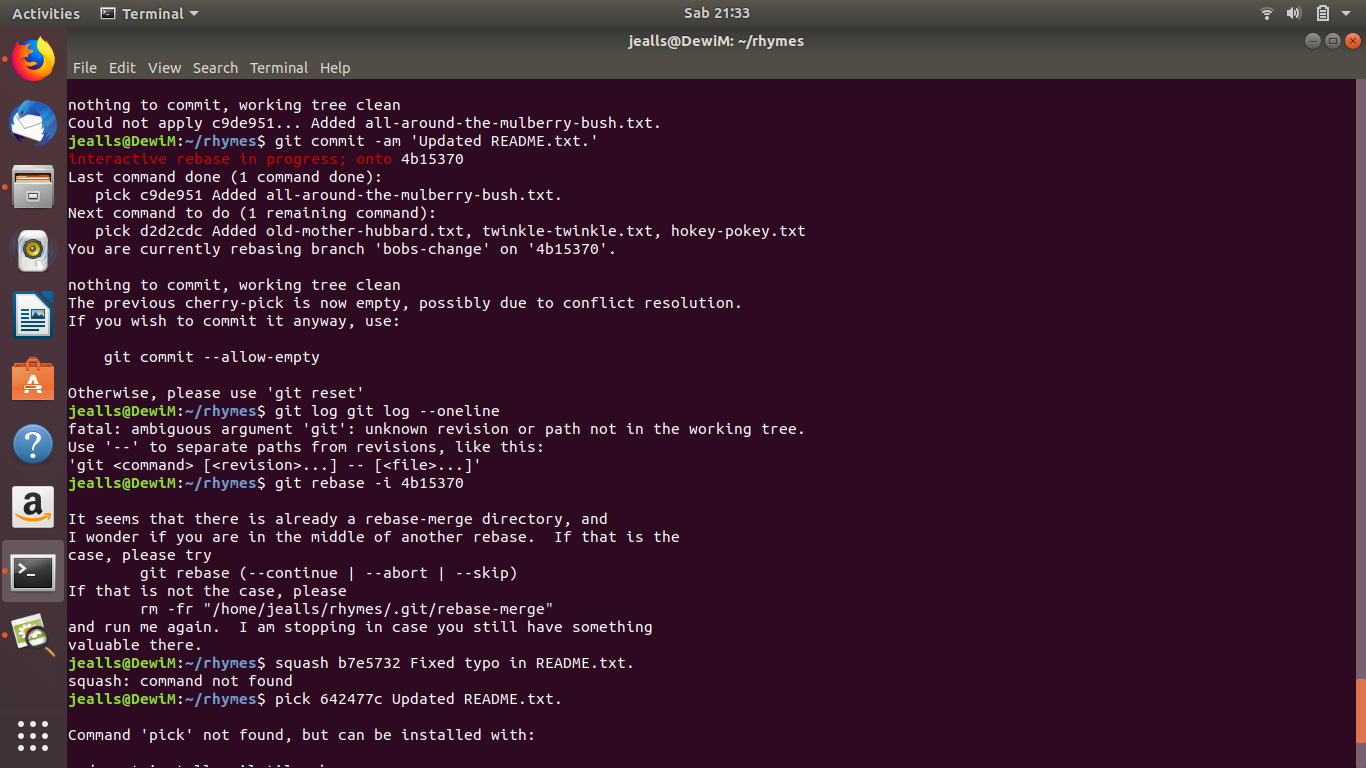 Activities Terminal Sab 21:33
jealls@DewiM: ~/rhymes
File Edit View Search Terminal Help
nothing to commit, working tree clean
Could not apply c9de951... Added all-around-the-mulberry-bush.txt.
jealls@DewiM:~/rhymes$ git commit -am 'Updated README.txt.'
interactive rebase in progress; onto 4b15370
Last command done (1 command done):
   pick c9de951 Added all-around-the-mulberry-bush.txt.
Next command to do (1 remaining command):
   pick d2d2cdc Added old-mother-hubbard.txt, twinkle-twinkle.txt, hokey-pokey.txt
You are currently rebasing branch 'bobs-change' on '4b15370'.
nothing to commit, working tree clean
The previous cherry-pick is now empty, possibly due to conflict resolution.
If you wish to commit it anyway, use:
    git commit --allow-empty
Otherwise, please use 'git reset'
jealls@DewiM:~/rhymes$ git log git log --oneline
fatal: ambiguous argument 'git': unknown revision or path not in the working tree.
Use '--' to separate paths from revisions, like this:
'git <command> [<revision>...] -- [<file>...]'
jealls@DewiM:~/rhymes$ git rebase -i 4b15370
It seems that there is already a rebase-merge directory, and
I wonder if you are in the middle of another rebase.  If that is the
case, please try
        git rebase (--continue | --abort | --skip)
If that is not the case, please
        rm -fr "/home/jealls/rhymes/.git/rebase-merge"
and run me again.  I am stopping in case you still have something
valuable there.
jealls@DewiM:~/rhymes$ squash b7e5732 Fixed typo in README.txt.
squash: command not found
jealls@DewiM:~/rhymes$ pick 642477c Updated README.txt.
Command 'pick' not found, but can be installed with: